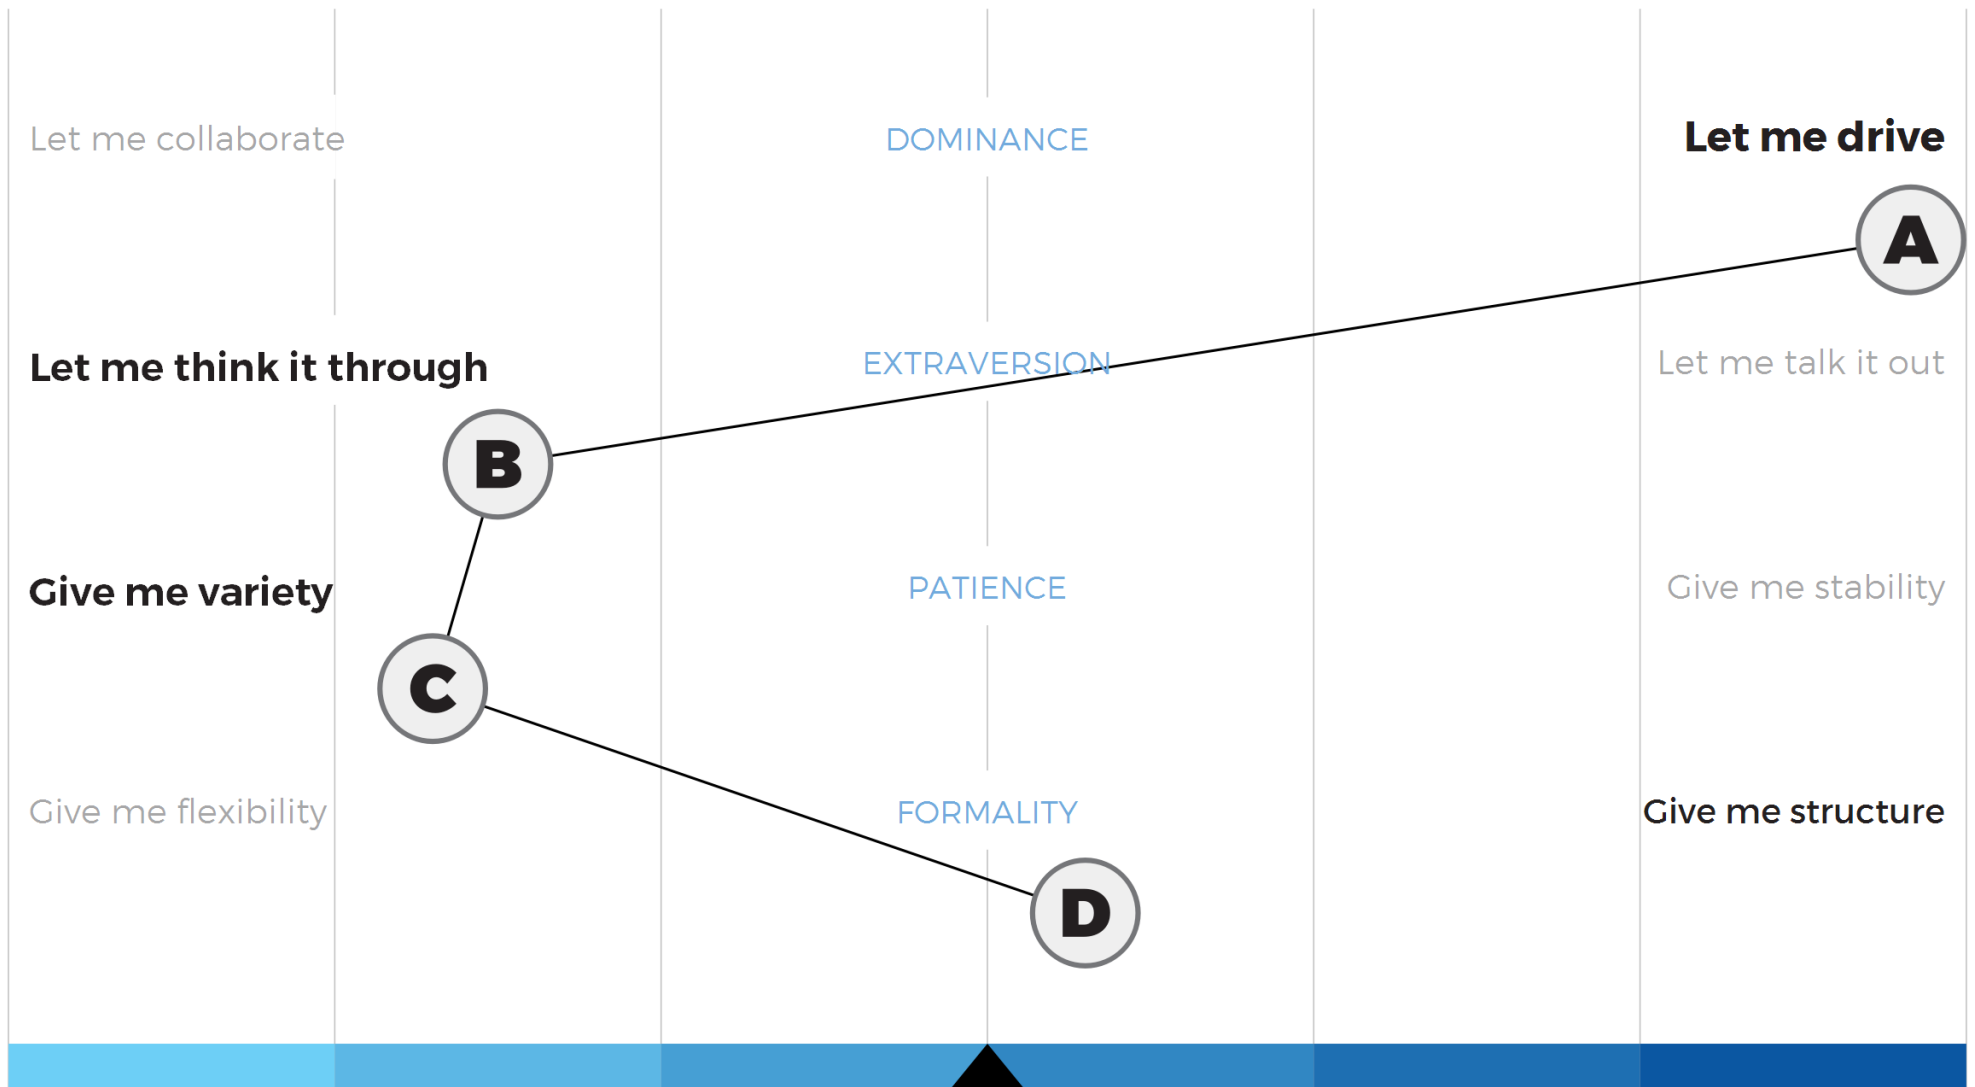 Let me collaborate
DOMINANCE
Let me drive
A
Let me think it through
EXTRAVERSION
Let me talk it out
B
Give me variety
PATIENCE
Give me stability
C
Give me flexibility
FORMALITY
Give me structure
D